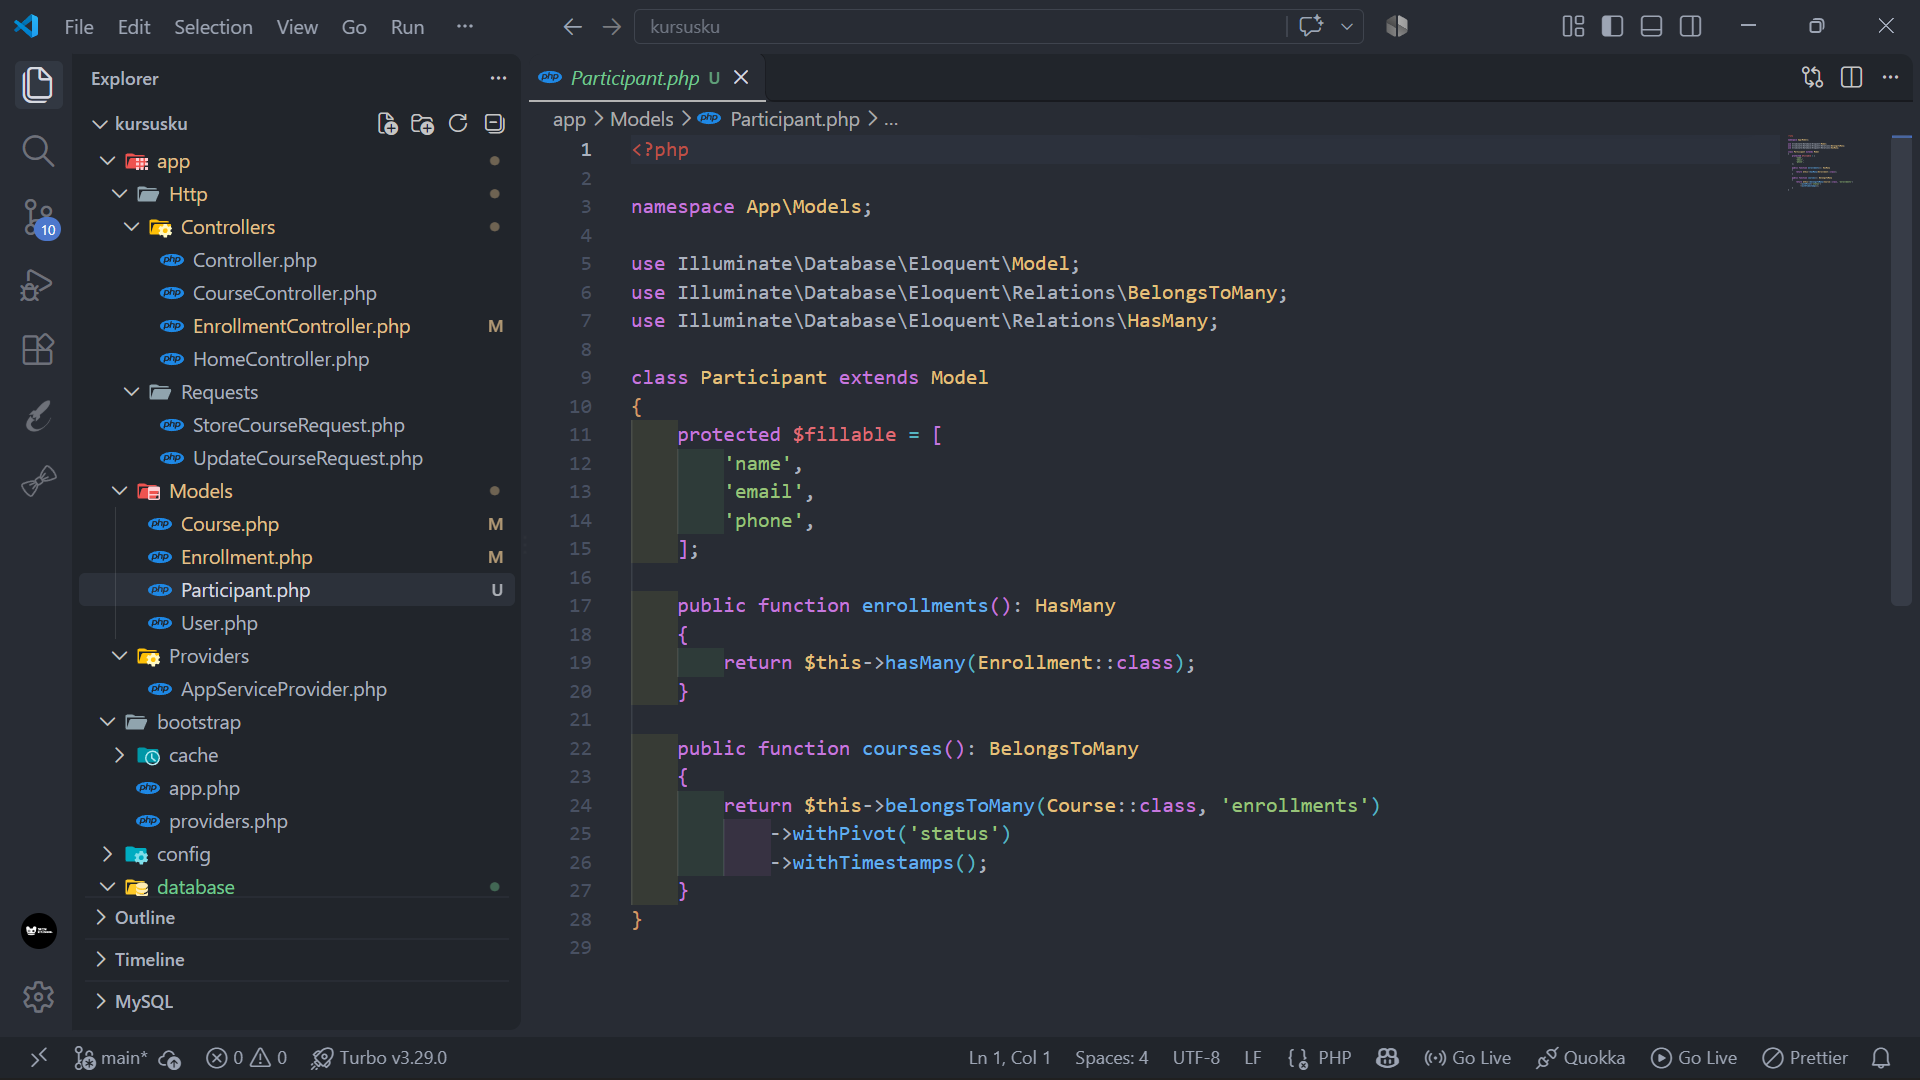 File Edit Selection View Go Run ...
kursusku
Explorer
kursusku
app
Http
Controllers
Controller.php
CourseController.php
EnrollmentController.php M
HomeController.php
Requests
StoreCourseRequest.php
UpdateCourseRequest.php
Models
Course.php M
Enrollment.php M
Participant.php U
User.php
Providers
AppServiceProvider.php
bootstrap
cache
app.php
providers.php
config
database
Outline
Timeline
MySQL
10
Participant.php U
app > Models > Participant.php > ...
1 <?php
2
3 namespace App\Models;
4
5 use Illuminate\Database\Eloquent\Model;
6 use Illuminate\Database\Eloquent\Relations\BelongsToMany;
7 use Illuminate\Database\Eloquent\Relations\HasMany;
8
9 class Participant extends Model
10 {
11     protected $fillable = [
12         'name',
13         'email',
14         'phone',
15     ];
16
17     public function enrollments(): HasMany
18     {
19         return $this->hasMany(Enrollment::class);
20     }
21
22     public function courses(): BelongsToMany
23     {
24         return $this->belongsToMany(Course::class, 'enrollments')
25             ->withPivot('status')
26             ->withTimestamps();
27     }
28 }
29
main* 0 0 Turbo v3.29.0 Ln 1, Col 1 Spaces: 4 UTF-8 LF PHP Go Live Quokka Go Live Prettier